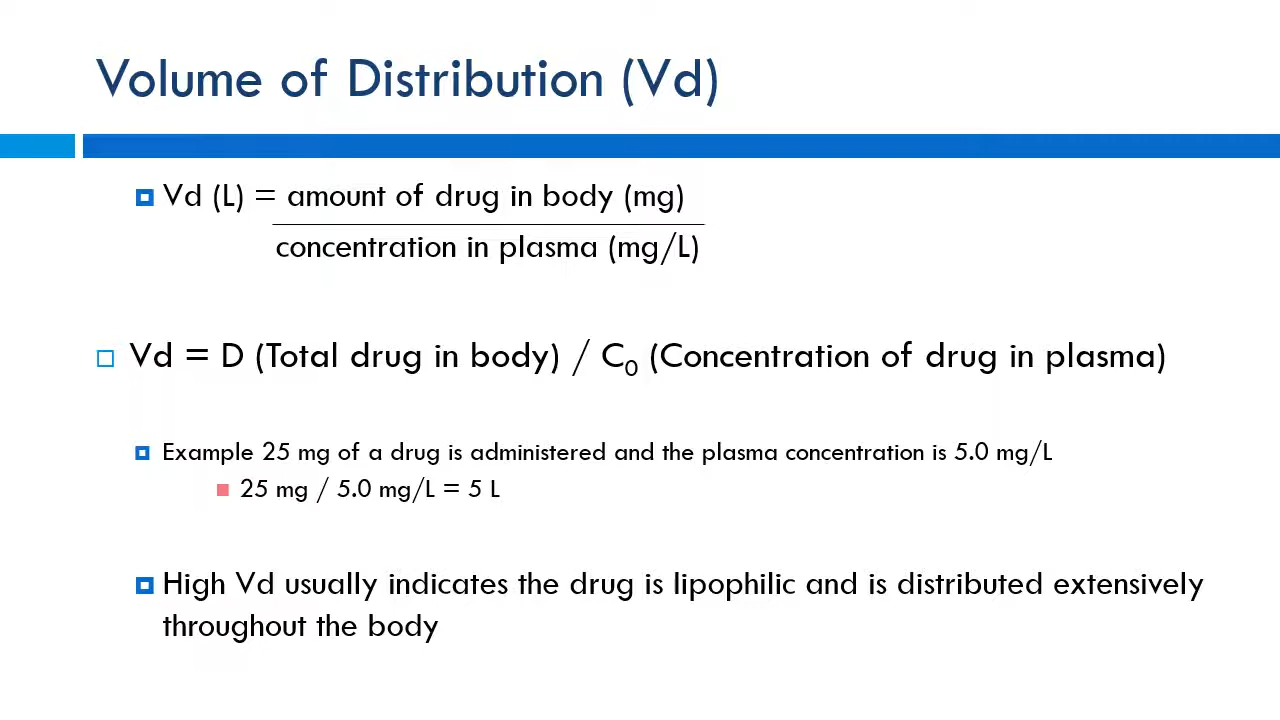 Volume of Distribution (Vd)
Vd (L) = amount of drug in body (mg)
concentration in plasma (mg/L)
Vd = D (Total drug in body) / C₀ (Concentration of drug in plasma)
Example 25 mg of a drug is administered and the plasma concentration is 5.0 mg/L
25 mg / 5.0 mg/L = 5 L
High Vd usually indicates the drug is lipophilic and is distributed extensively
throughout the body